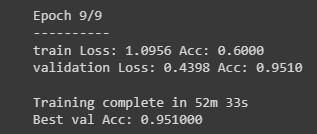 Epoch 9/9
----------
train Loss: 1.0956 Acc: 0.6000
validation Loss: 0.4398 Acc: 0.9510
Training complete in 52m 33s
Best val Acc: 0.951000